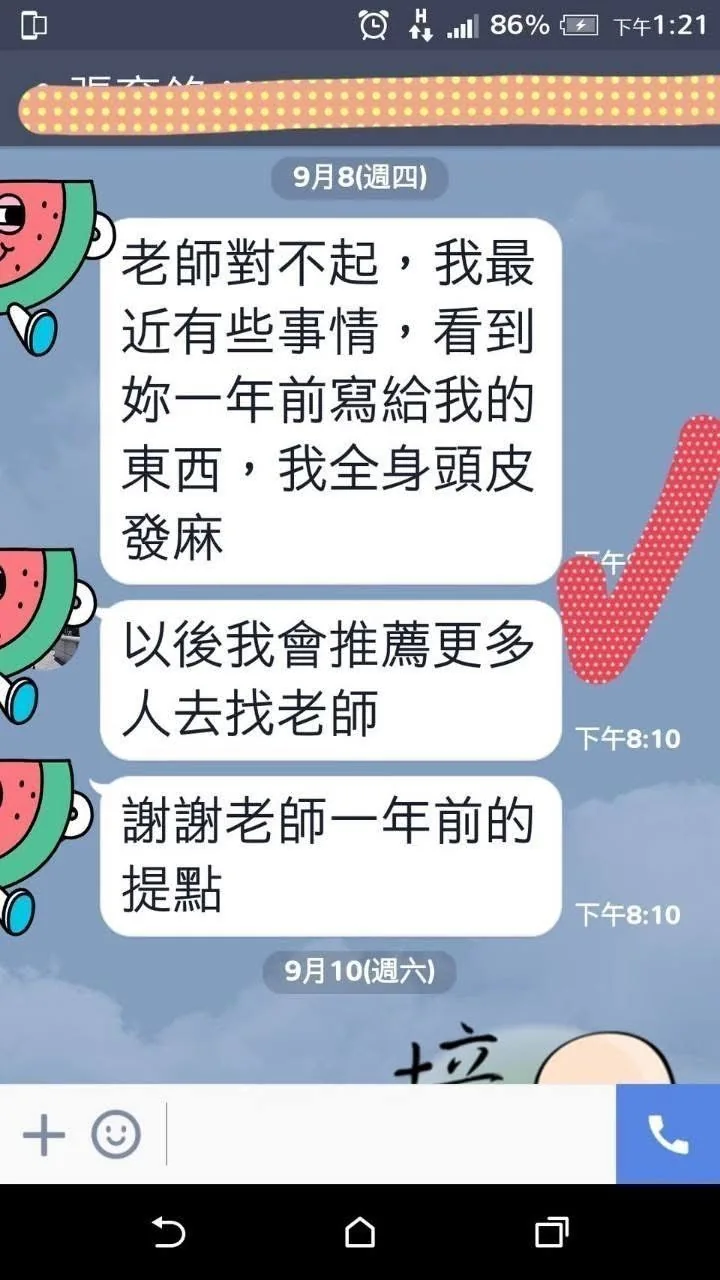 86% 下午1:21
9月8(週四)
老師對不起，我最
近有些事情，看到
妳一年前寫給我的
東西，我全身頭皮
發麻
下午
以後我會推薦更多
人去找老師
下午8:10
謝謝老師一年前的
提點
下午8:10
9月10(週六)